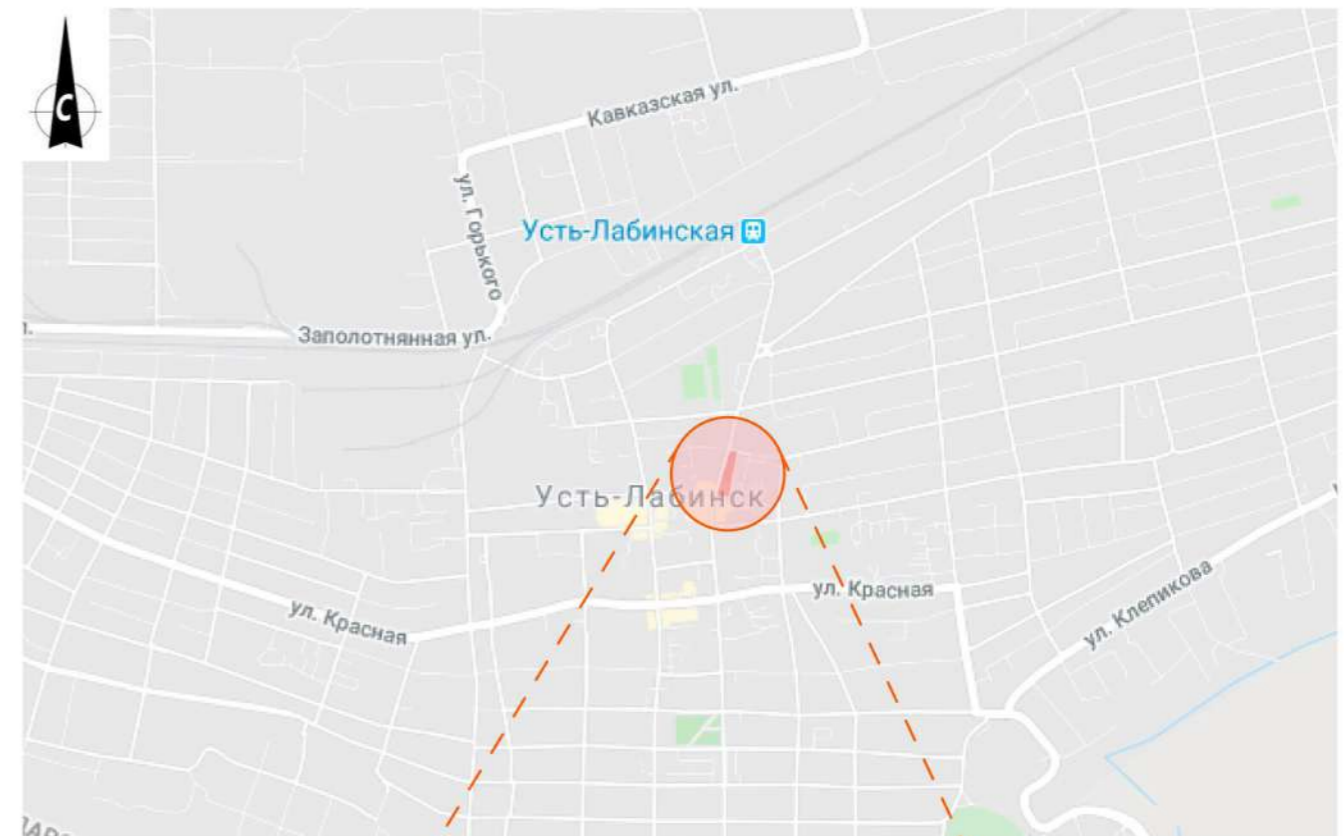 С
Кавказская ул.
ул. Горького
Усть-Лабинская
Заполотнянная ул.
Усть-Лабинск
ул. Красная
ул. Красная
ул. Клепикова